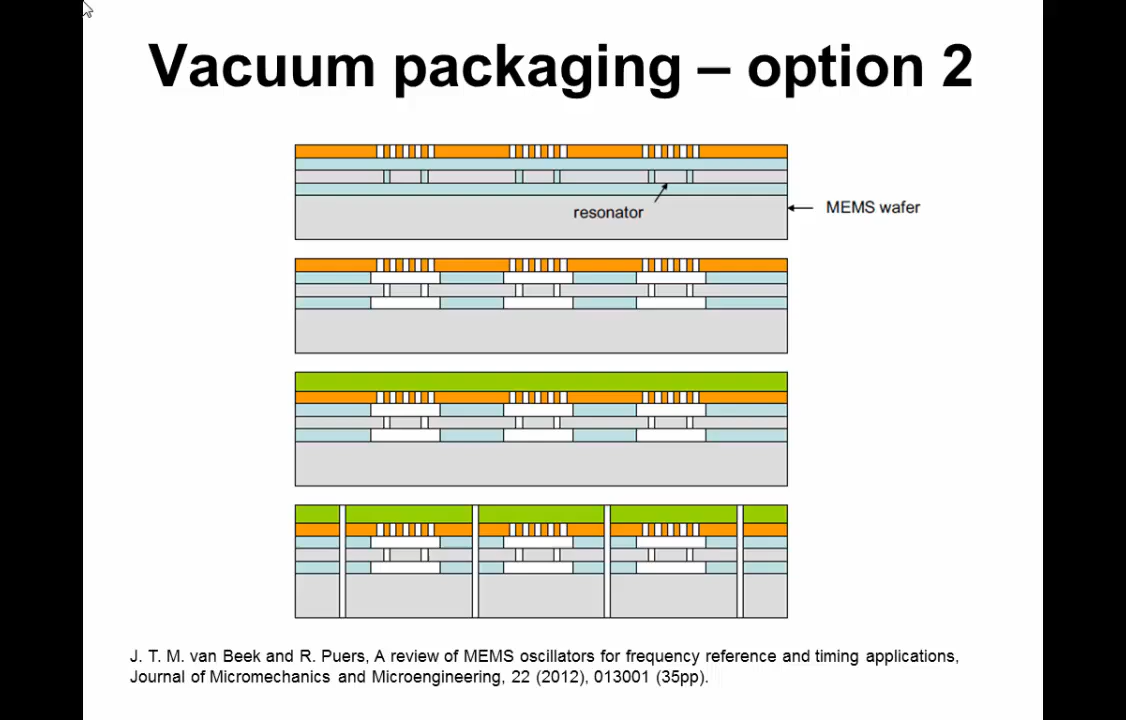 Vacuum packaging – option 2
resonator
MEMS wafer
J. T. M. van Beek and R. Puers, A review of MEMS oscillators for frequency reference and timing applications,
Journal of Micromechanics and Microengineering, 22 (2012), 013001 (35pp).